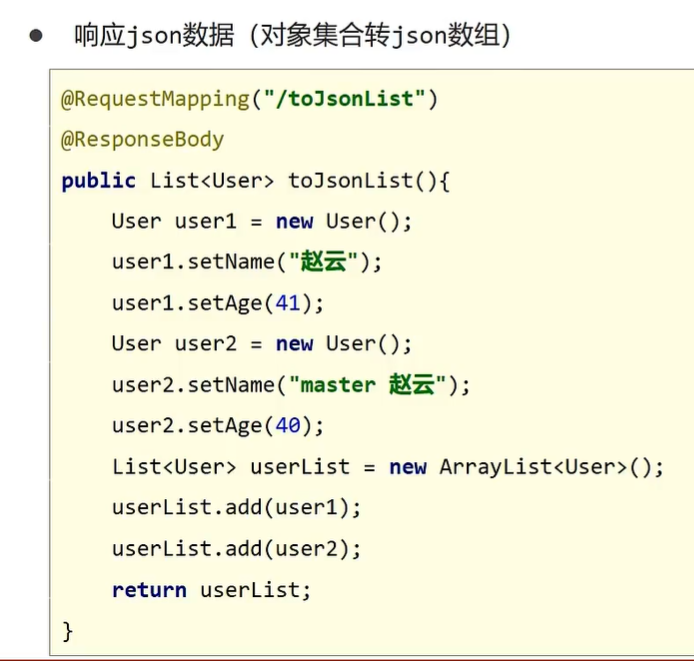 ● 响应json数据（对象集合转json数组）
@RequestMapping("/toJsonList")
@ResponseBody
public List<User> toJsonList(){
    User user1 = new User();
    user1.setName("赵云");
    user1.setAge(41);
    User user2 = new User();
    user2.setName("master 赵云");
    user2.setAge(40);
    List<User> userList = new ArrayList<User>();
    userList.add(user1);
    userList.add(user2);
    return userList;
}